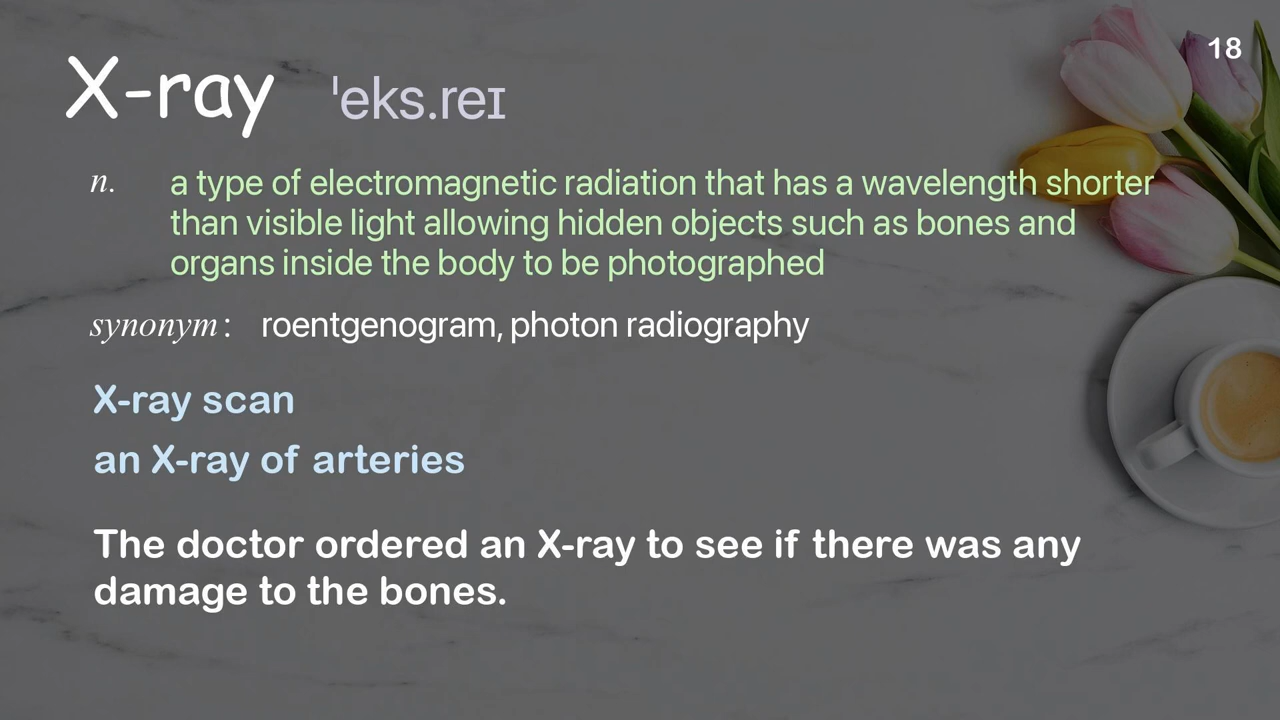 18
X-ray ˈeks.reɪ
n. a type of electromagnetic radiation that has a wavelength shorter
than visible light allowing hidden objects such as bones and
organs inside the body to be photographed
synonym: roentgenogram, photon radiography
X-ray scan
an X-ray of arteries
The doctor ordered an X-ray to see if there was any
damage to the bones.